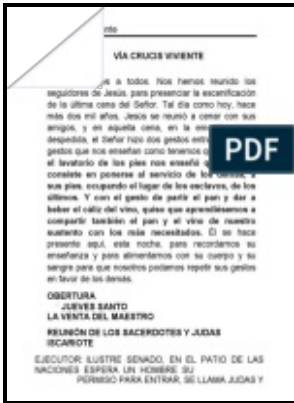 nte
VÍA CRUCIS VIVIENTE
s a todos. Nos hemos reunido los
seguidores de Jesús, para presenciar la escenificación
de la última cena del Señor. Tal día como hoy, hace
más dos mil años, Jesús se reunió a cenar con sus
amigos, y en aquella cena, en la
despedida, el Señor hizo dos gestos
gestos que nos enseñan como tenemos
el lavatorio de los pies nos enseñó
consiste en ponerse al servicio de los demás, a
sus pies, ocupando el lugar de los esclavos, de los
últimos. Y con el gesto de partir el pan y dar a
beber el cáliz del vino, quiso que aprendiésemos a
compartir también el pan y el vino de nuestro
sustento con los más necesitados. Él se hace
presente aquí, esta noche, para recordarnos su
enseñanza y para alimentarnos con su cuerpo y su
sangre para que nosotros podamos repetir sus gestos
en favor de los demás.
PDF
OBERTURA
JUEVES SANTO
LA VENTA DEL MAESTRO
REUNIÓN DE LOS SACERDOTES Y JUDAS
ISCARIOTE
EJECUTOR: ILUSTRE SENADO, EN EL PATIO DE LAS
NACIONES ESPERA UN HOMBRE SU
PERMISO PARA ENTRAR, SE LLAMA JUDAS Y